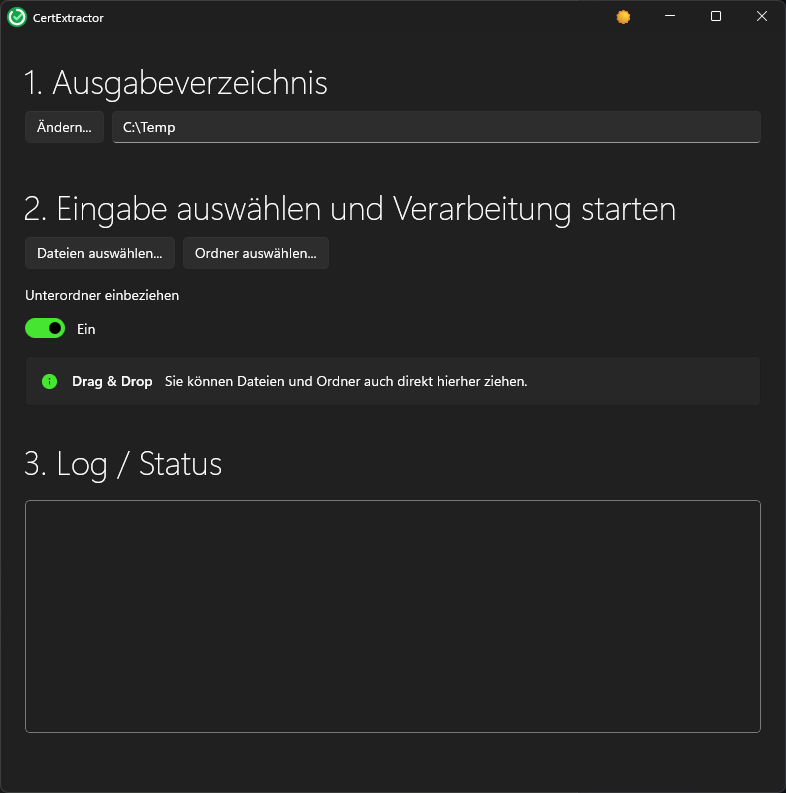 CertExtractor
1. Ausgabeverzeichnis
Ändern...
C:\Temp
2. Eingabe auswählen und Verarbeitung starten
Dateien auswählen...
Ordner auswählen...
Unterordner einbeziehen
Ein
Drag & Drop Sie können Dateien und Ordner auch direkt hierher ziehen.
3. Log / Status